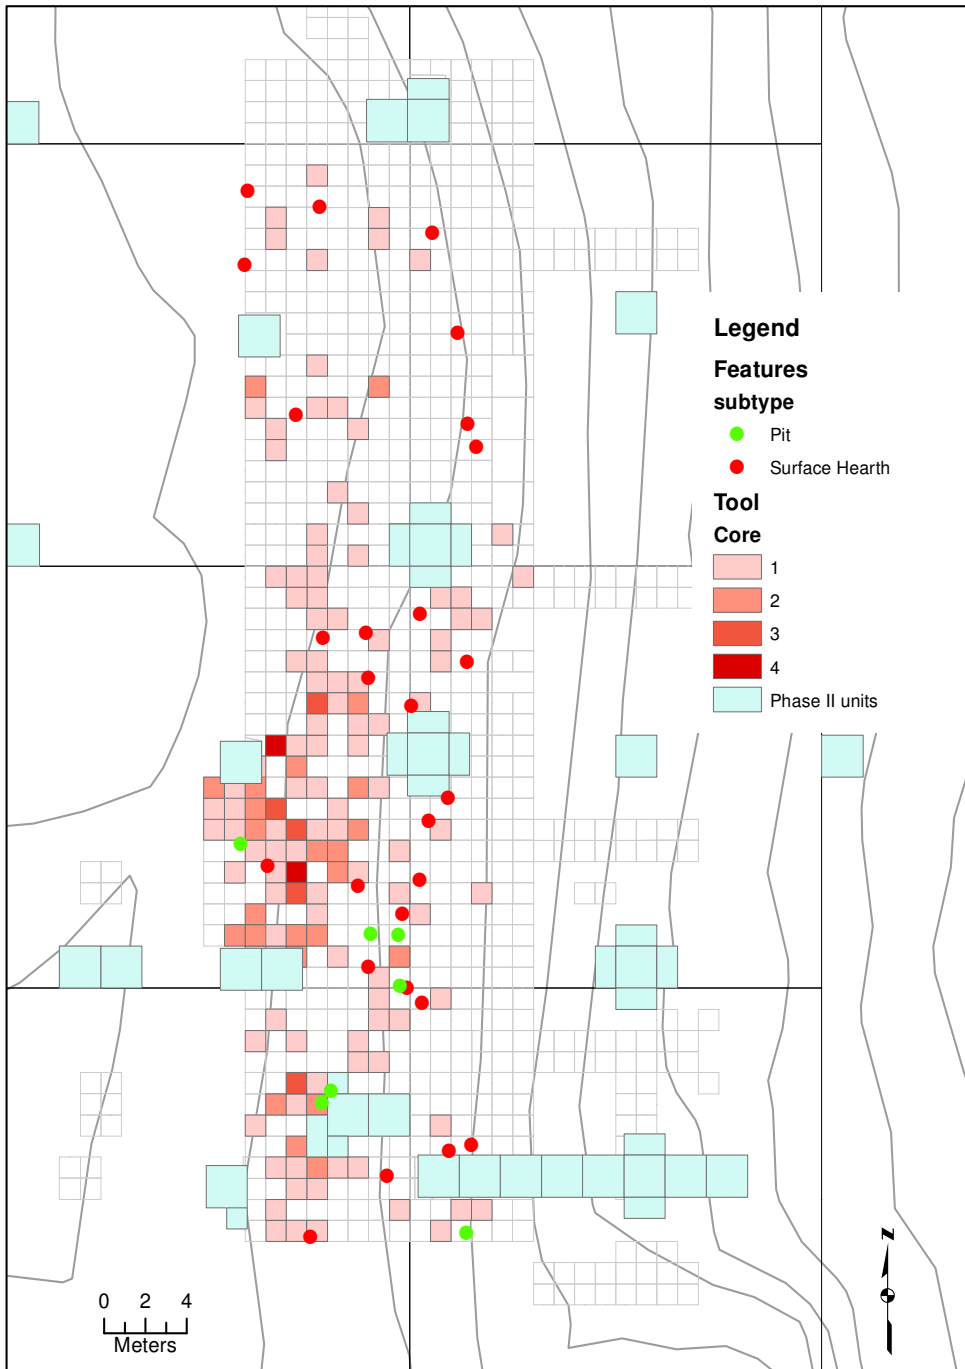 Legend
Features
subtype
Pit
Surface Hearth
Tool
Core
1
2
3
4
Phase II units
N
0 2 4
Meters